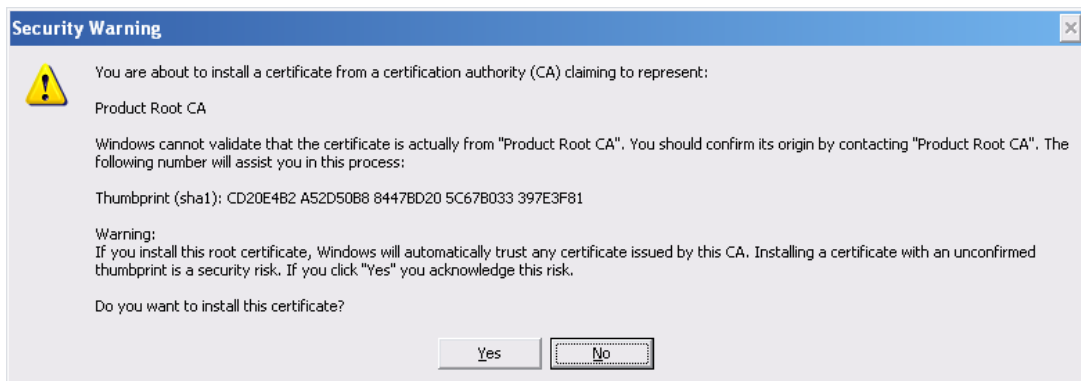 Security Warning
You are about to install a certificate from a certification authority (CA) claiming to represent:
Product Root CA
Windows cannot validate that the certificate is actually from "Product Root CA". You should confirm its origin by contacting "Product Root CA". The
following number will assist you in this process:
Thumbprint (sha1): CD20E4B2 A52D50B8 8447BD20 5C67B033 397E3F81
Warning:
If you install this root certificate, Windows will automatically trust any certificate issued by this CA. Installing a certificate with an unconfirmed
thumbprint is a security risk. If you click "Yes" you acknowledge this risk.
Do you want to install this certificate?
Yes No